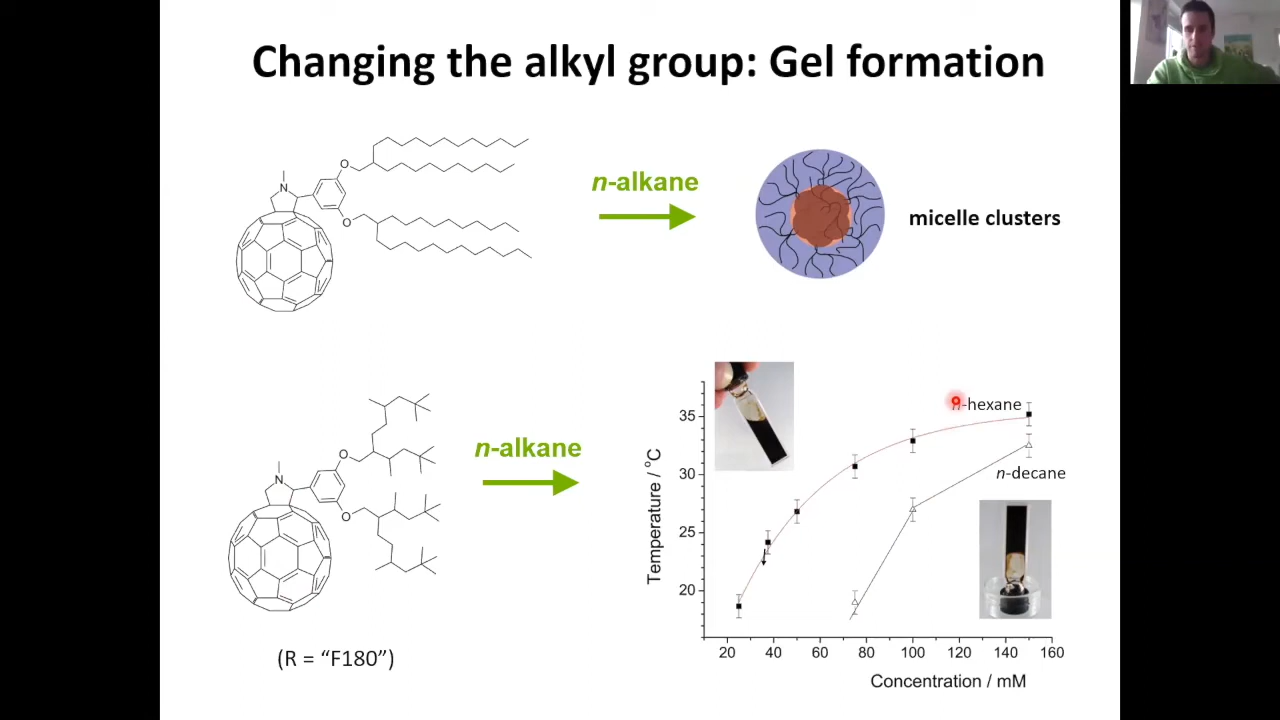 Changing the alkyl group: Gel formation
O
N
O
n-alkane
micelle clusters
O
N
O
n-alkane
(R = “F180”)
Temperature / °C
35
30
25
20
n-hexane
n-decane
20 40 60 80 100 120 140 160
Concentration / mM